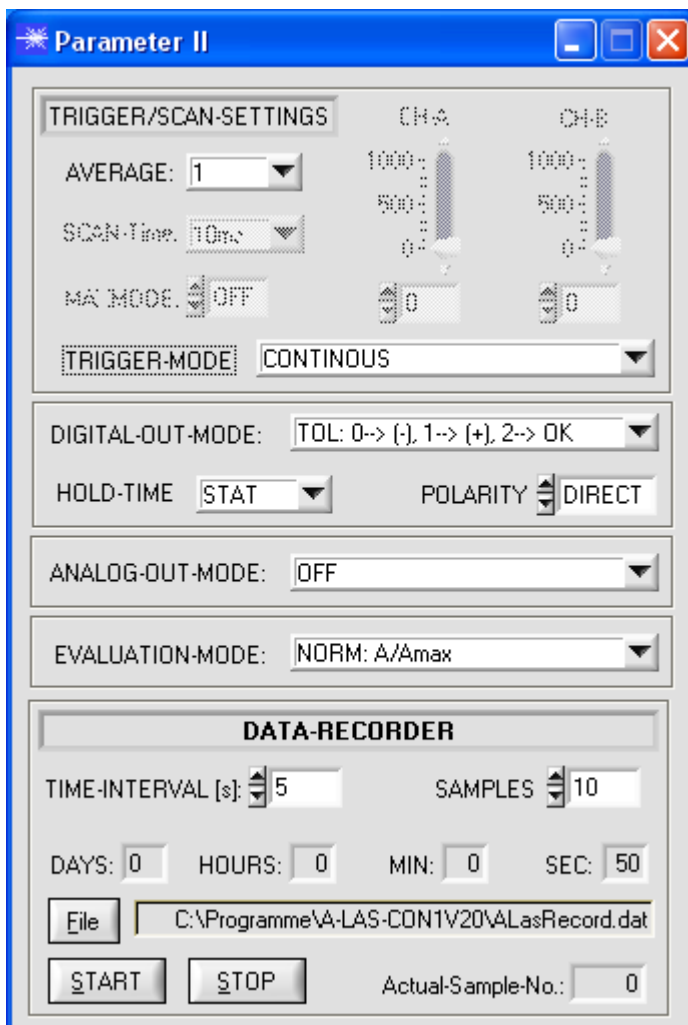 Parameter II
TRIGGER/SCAN-SETTINGS CH-A CH-B
AVERAGE: 1
1000 1000
SCAN-Time. 10ms
500 500
0 0
MAX MODE. OFF
0 0
TRIGGER-MODE CONTINOUS
DIGITAL-OUT-MODE: TOL: 0--> (-), 1--> (+), 2--> OK
HOLD-TIME STAT POLARITY DIRECT
ANALOG-OUT-MODE: OFF
EVALUATION-MODE: NORM: A/Amax
DATA-RECORDER
TIME-INTERVAL [s]: 5 SAMPLES 10
DAYS: 0 HOURS: 0 MIN: 0 SEC: 50
File C:\Programme\A-LAS-CON1V20\ALasRecord.dat
START STOP Actual-Sample-No.: 0